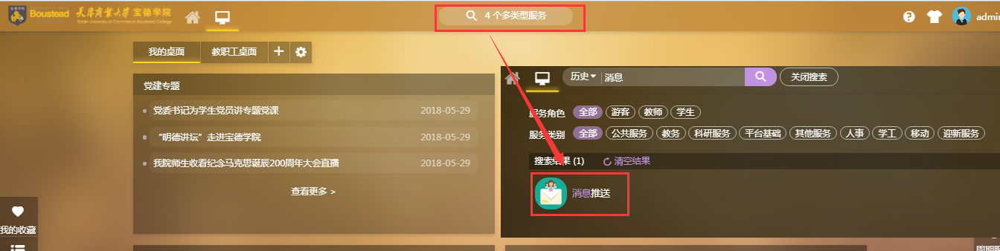 Boustead 天津商业大学宝德学院
Tianjin University of Commerce Boustead College
4 个多类型服务
admin
我的桌面 教职工桌面
党建专题
党委书记为学生党员讲专题党课 2018-05-29
“明德讲坛”走进宝德学院 2018-05-29
我院师生收看纪念马克思诞辰200周年大会直播 2018-05-29
查看更多 >
我的收藏
历史 消息 关闭搜索
服务角色 全部 游客 教师 学生
服务类别 全部 公共服务 教务 科研服务 平台基础 其他服务 人事 学工 移动 迎新服务
搜索结果 (1) 清空结果
消息推送